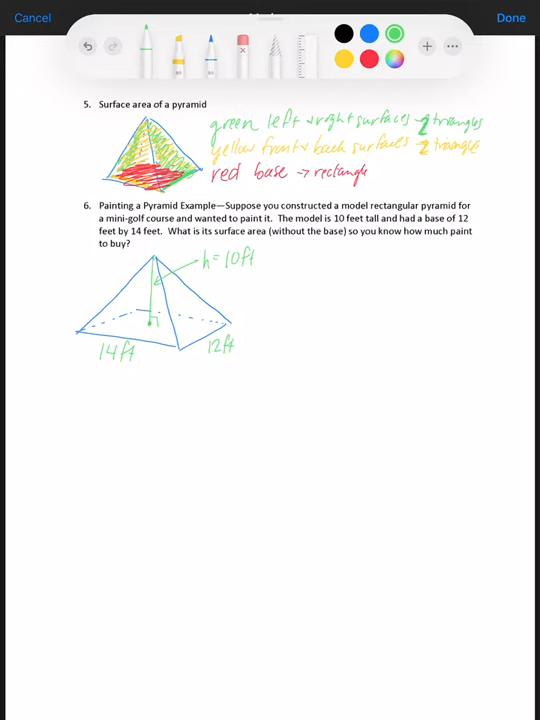 Cancel
Done
5. Surface area of a pyramid
green left + right surfaces → 2 triangles
yellow front + back surfaces → 2 triangles
red base → rectangle
6. Painting a Pyramid Example—Suppose you constructed a model rectangular pyramid for
a mini-golf course and wanted to paint it. The model is 10 feet tall and had a base of 12
feet by 14 feet. What is its surface area (without the base) so you know how much paint
to buy?
h = 10ft
14ft
12ft